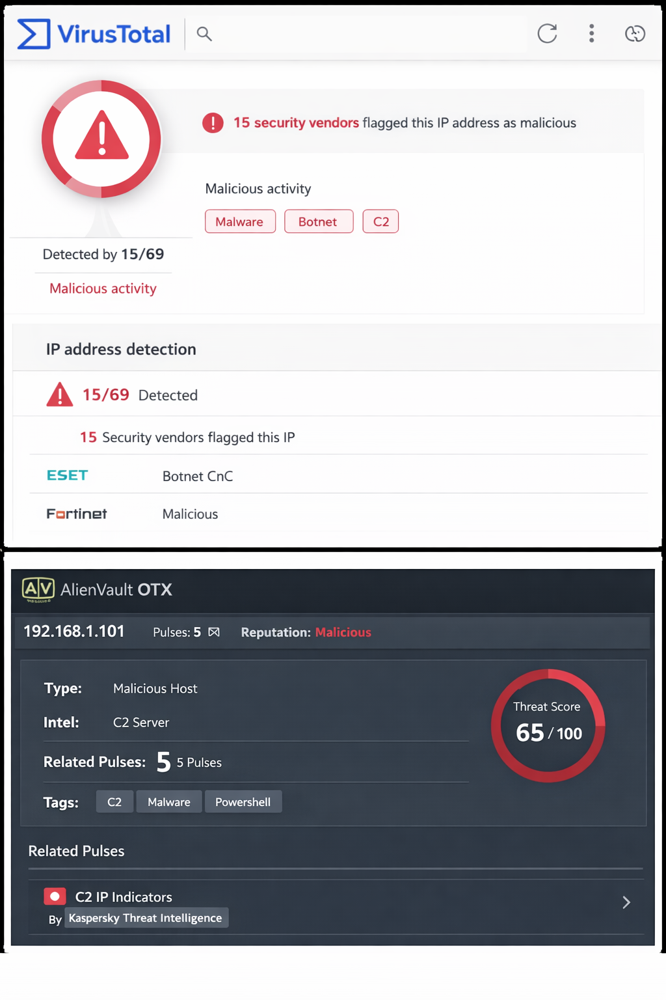 VirusTotal
15 security vendors flagged this IP address as malicious
Malicious activity
Malware Botnet C2
Detected by 15/69
Malicious activity
IP address detection
15/69 Detected
15 Security vendors flagged this IP
ESET Botnet CnC
Fortinet Malicious
AV AlienVault OTX
192.168.1.101 Pulses: 5 Reputation: Malicious
Type: Malicious Host
Intel: C2 Server
Threat Score
65 / 100
Related Pulses: 5 5 Pulses
Tags: C2 Malware Powershell
Related Pulses
C2 IP Indicators
By Kaspersky Threat Intelligence